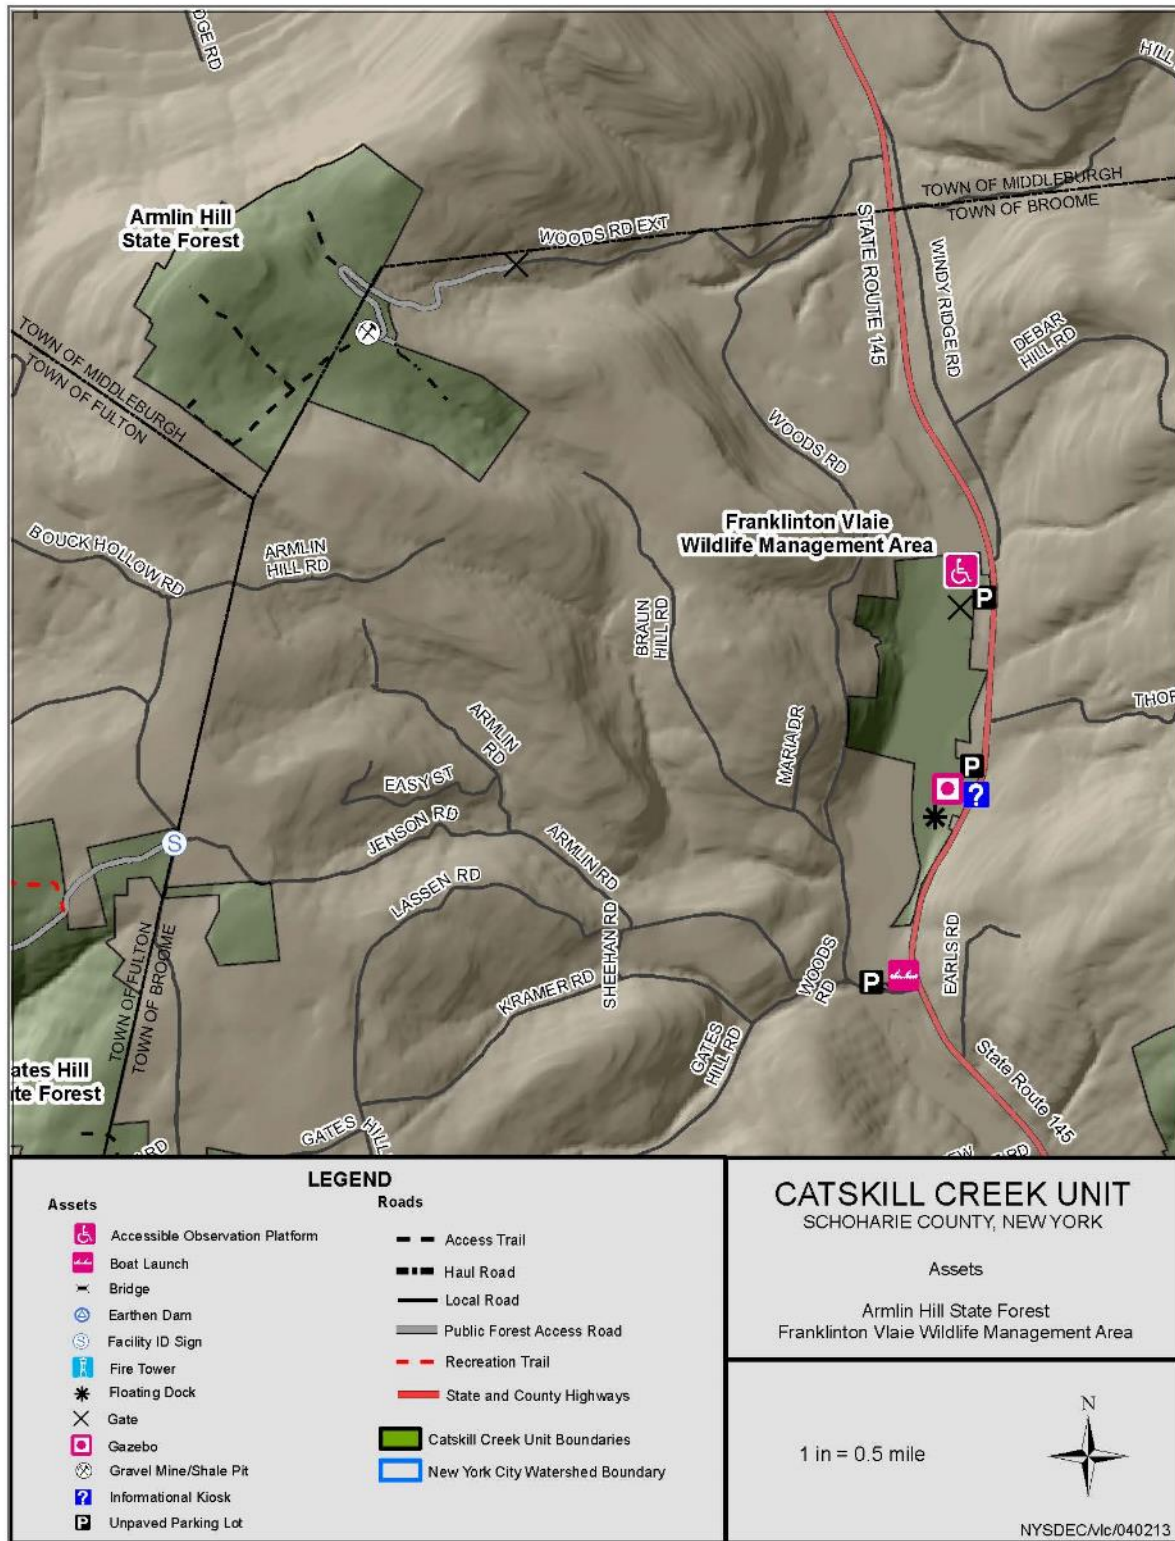 DGE RD
HILL
Armlin Hill
State Forest
TOWN OF MIDDLEBURGH
TOWN OF BROOME
WOODS RD EXT
STATE ROUTE 145
WINDY RIDGE RD
DEBAR
HILL RD
TOWN OF MIDDLEBURGH
TOWN OF FULTON
WOODS RD
Franklinton Vlaie
Wildlife Management Area
BOUCK HOLLOW RD
ARMLIN
HILL RD
BRAUN
HILL RD
P
THOR
MARIA DR
ARMLIN
RD
EASY ST
P
?
JENSON RD
S
ARMLIN RD
LASSEN RD
SHEEHAN RD
EARLS RD
TOWN OF FULTON
TOWN OF BROOME
KRAMER RD
WOODS
RD
P
GATES
HILL RD
ates Hill
te Forest
State Route 145
RD
GATES HILL
EW
RD
LEGEND
Assets
Accessible Observation Platform
Boat Launch
Bridge
Earthen Dam
S Facility ID Sign
Fire Tower
Floating Dock
Gate
Gazebo
Gravel Mine/Shale Pit
? Informational Kiosk
P Unpaved Parking Lot
Roads
Access Trail
Haul Road
Local Road
Public Forest Access Road
Recreation Trail
State and County Highways
Catskill Creek Unit Boundaries
New York City Watershed Boundary
CATSKILL CREEK UNIT
SCHOHARIE COUNTY, NEW YORK
Assets
Armlin Hill State Forest
Franklinton Vlaie Wildlife Management Area
1 in = 0.5 mile
N
NYSDEC/vlc/040213